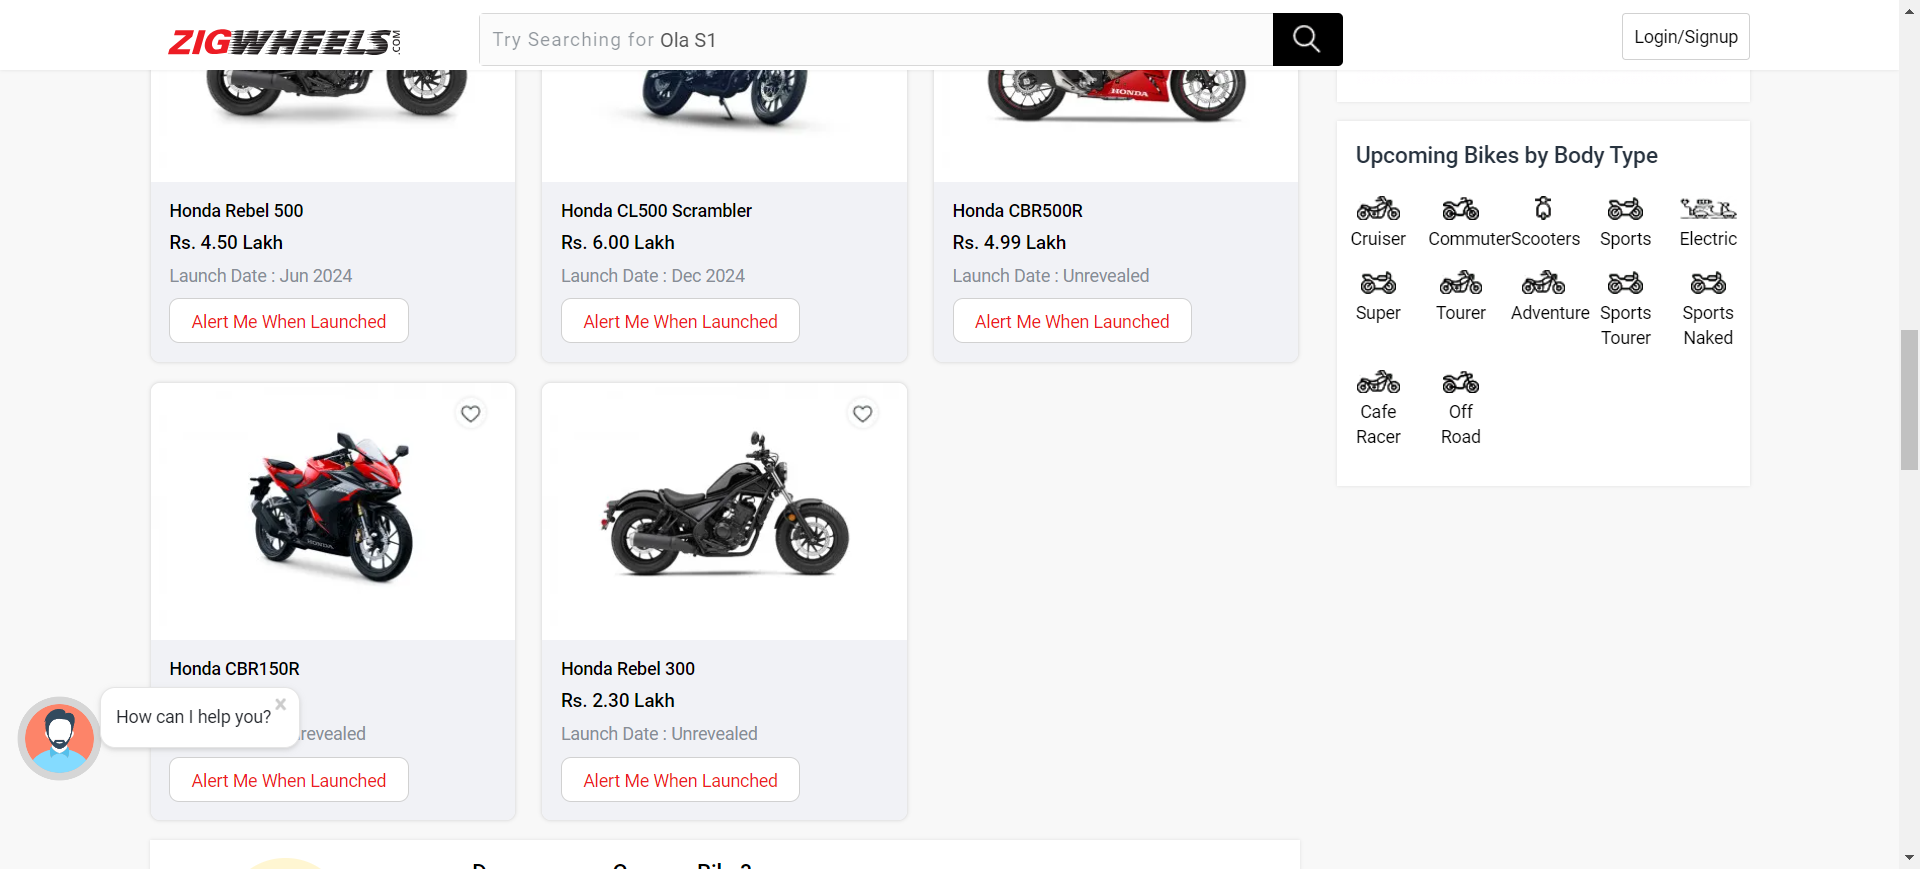 ZIGWHEELS.COM
Try Searching for Ola S1
Login/Signup
HONDA
Honda Rebel 500
Rs. 4.50 Lakh
Launch Date : Jun 2024
Alert Me When Launched
Honda CL500 Scrambler
Rs. 6.00 Lakh
Launch Date : Dec 2024
Alert Me When Launched
Honda CBR500R
Rs. 4.99 Lakh
Launch Date : Unrevealed
Alert Me When Launched
HONDA
Honda CBR150R
Alert Me When Launched
Honda Rebel 300
Rs. 2.30 Lakh
Launch Date : Unrevealed
Alert Me When Launched
Upcoming Bikes by Body Type
Cruiser
Commuter
Scooters
Sports
Electric
Super
Tourer
Adventure
Sports
Tourer
Sports
Naked
Cafe
Racer
Off
Road
How can I help you?
×